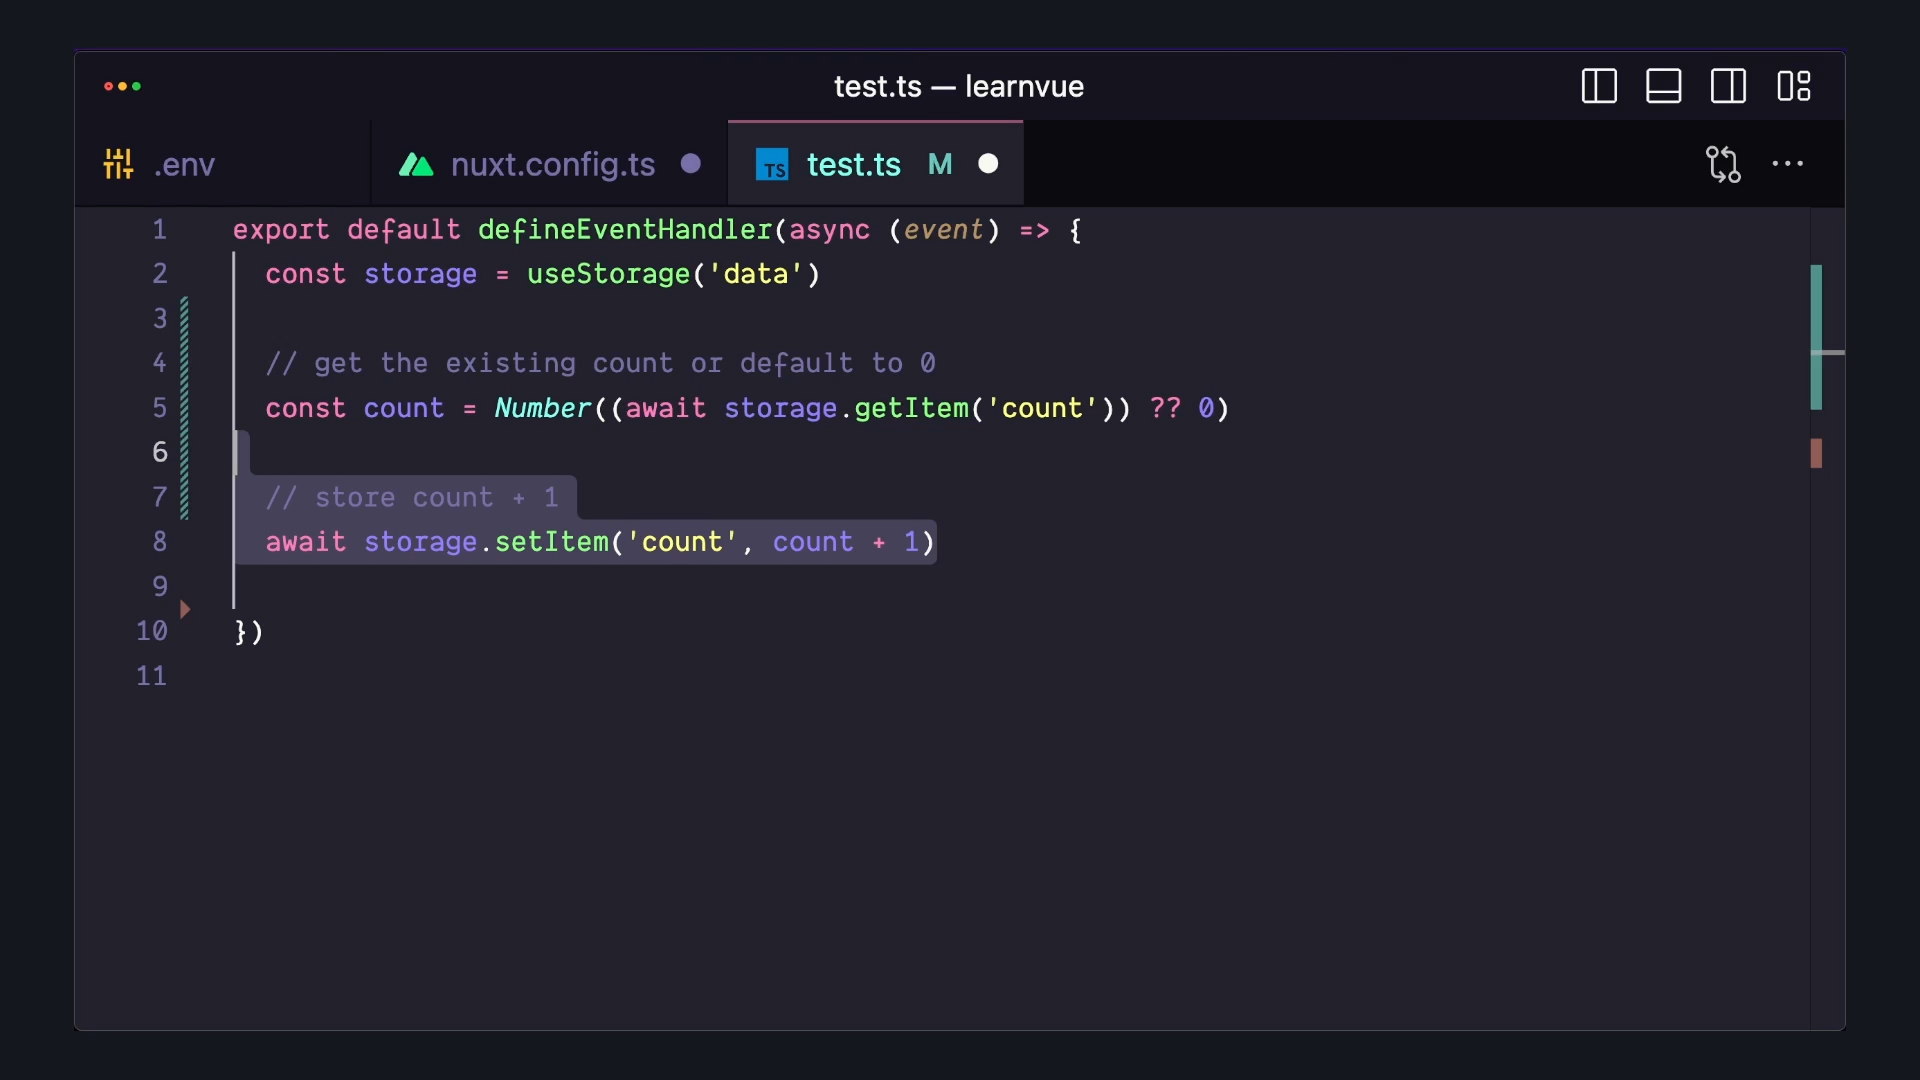 test.ts — learnvue
.env
nuxt.config.ts
TS test.ts M
1 export default defineEventHandler(async (event) => {
2   const storage = useStorage('data')
3
4   // get the existing count or default to 0
5   const count = Number((await storage.getItem('count')) ?? 0)
6
7   // store count + 1
8   await storage.setItem('count', count + 1)
9
10 })
11